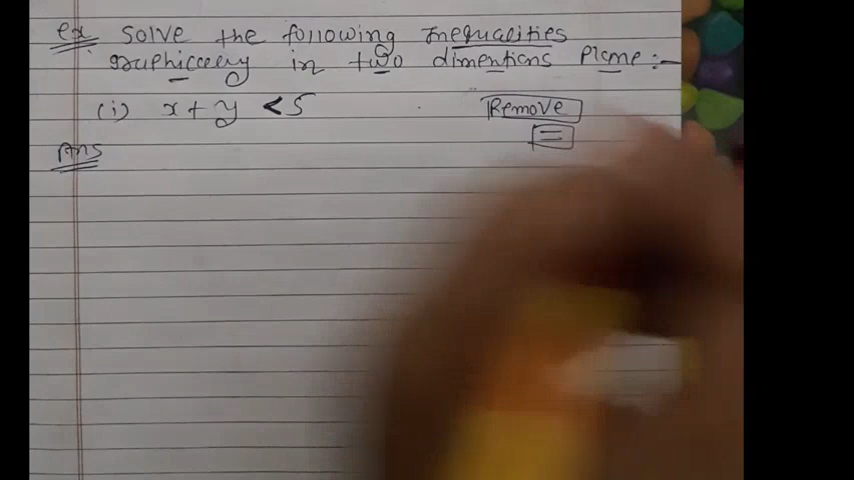 ex Solve the following Inequalities
graphically in two dimentions Plane :-
(i) x + y < 5 Remove
=
Ans